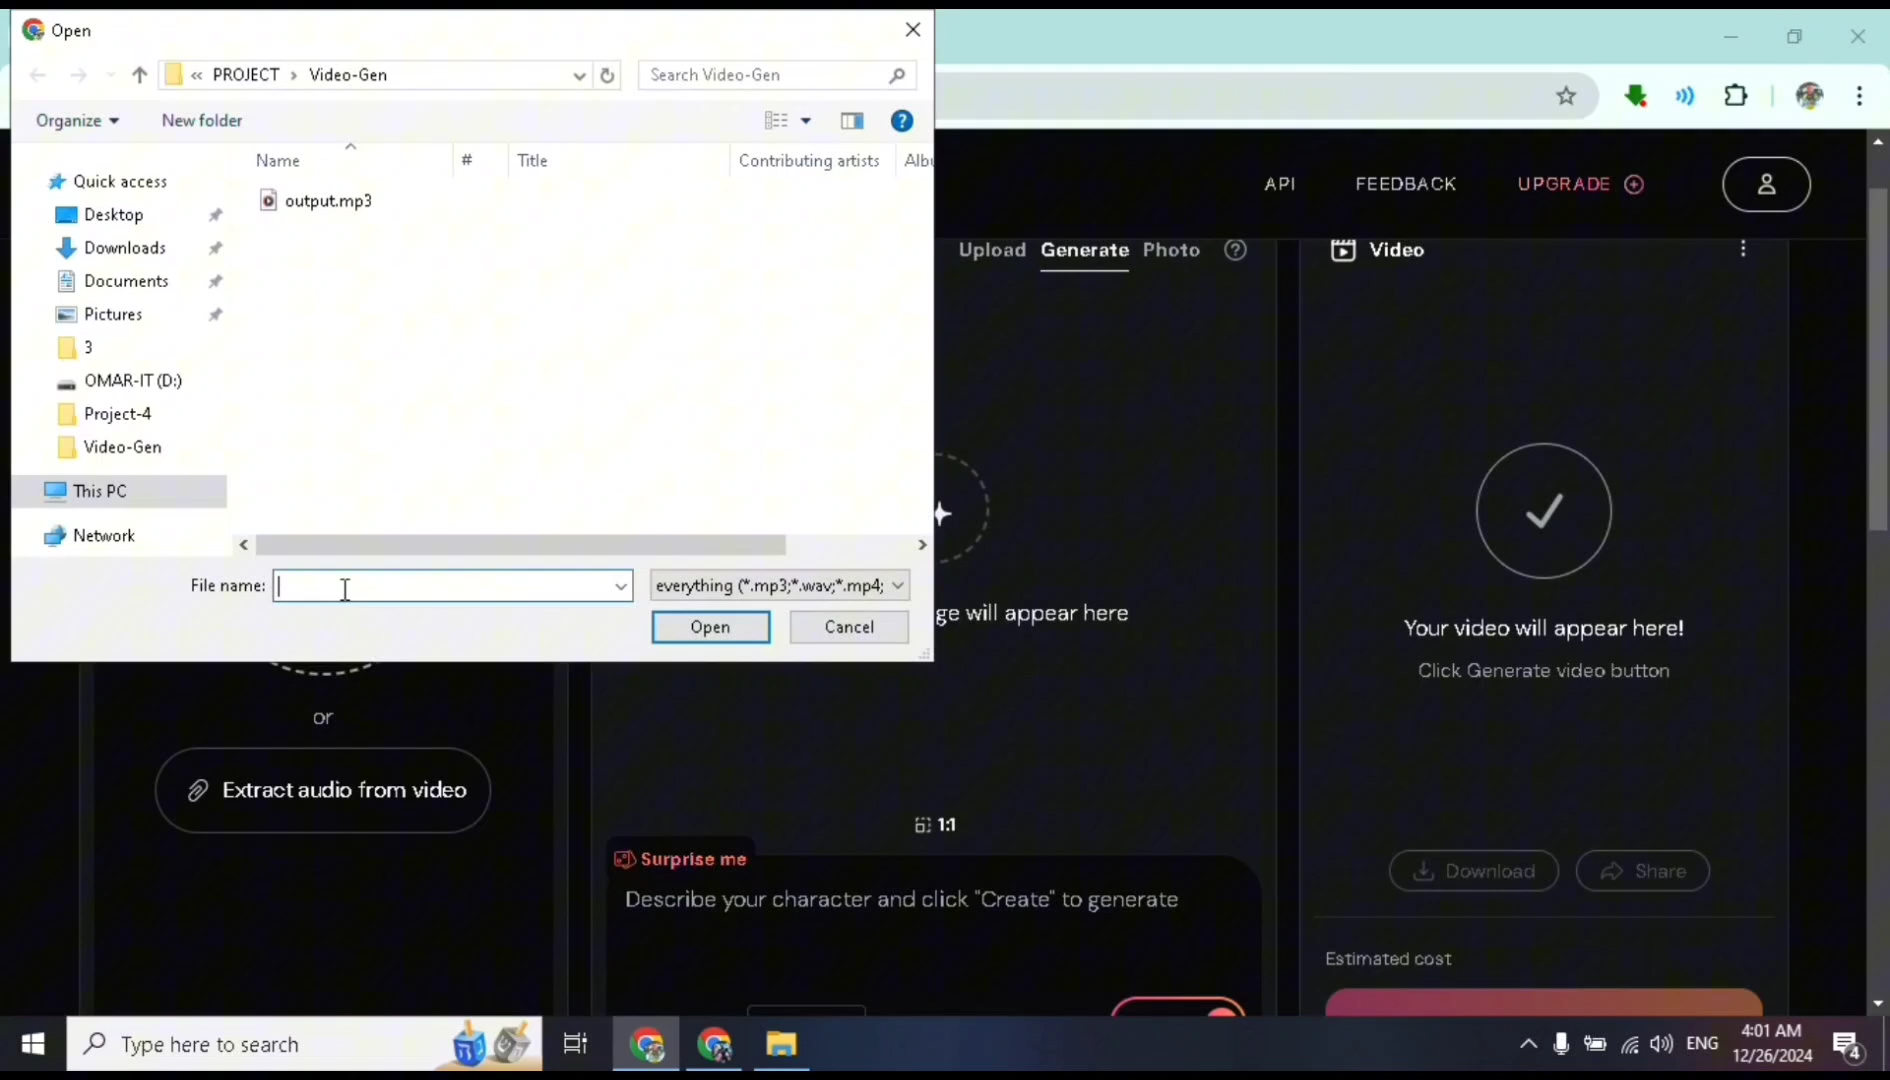 Open
« PROJECT › Video-Gen
Search Video-Gen
Organize
New folder
Name
#
Title
Contributing artists
Albu
output.mp3
Quick access
Desktop
Downloads
Documents
Pictures
3
OMAR-IT (D:)
Project-4
Video-Gen
This PC
Network
File name:
everything (*.mp3;*.wav;*.mp4;
Open
Cancel
API
FEEDBACK
UPGRADE
Upload Generate Photo
Video
or
Extract audio from video
ge will appear here
1:1
Surprise me
Describe your character and click "Create" to generate
Your video will appear here!
Click Generate video button
Download
Share
Estimated cost
Type here to search
ENG
4:01 AM
12/26/2024
4